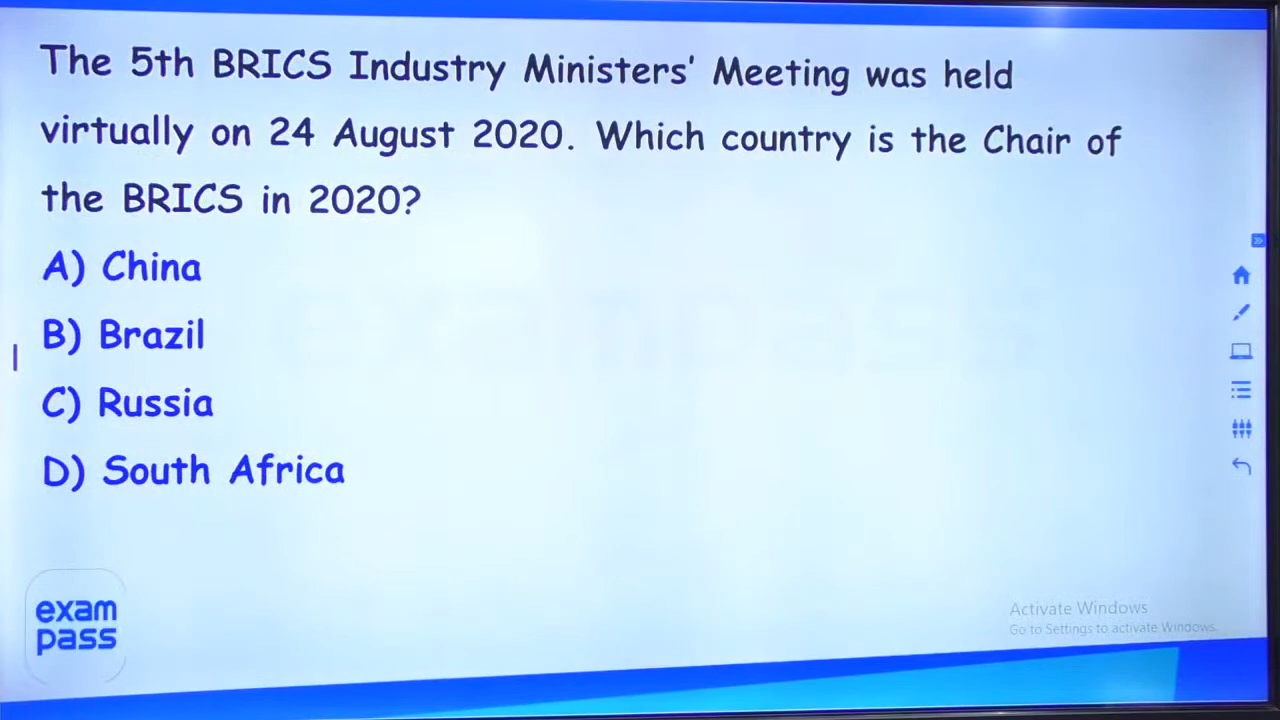 The 5th BRICS Industry Ministers' Meeting was held
virtually on 24 August 2020. Which country is the Chair of
the BRICS in 2020?
A) China
B) Brazil
C) Russia
D) South Africa
exam
pass
Activate Windows
Go to Settings to activate Windows.